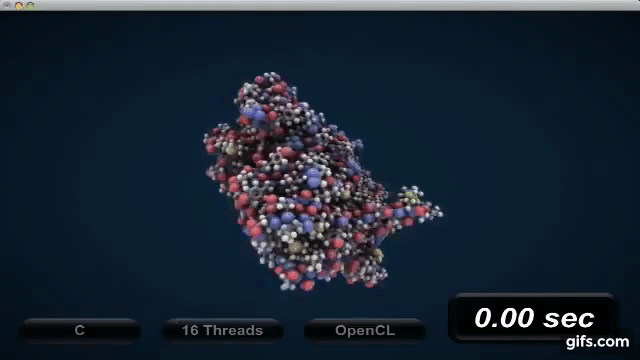 C
16 Threads
OpenCL
0.00 sec
gifs.com